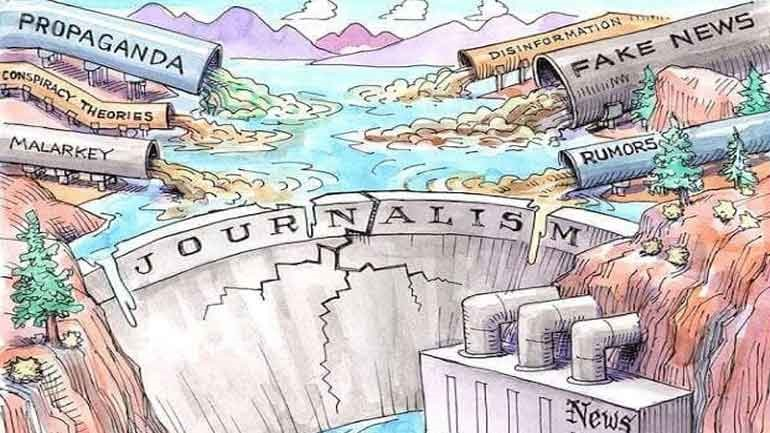 PROPAGANDA
DISINFORMATION
FAKE NEWS
CONSPIRACY THEORIES
MALARKEY
RUMORS
JOURNALISM
News